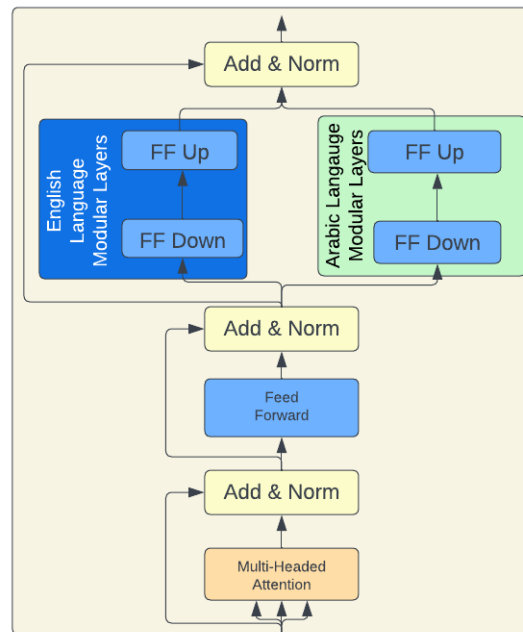 Add & Norm
English
Language
Modular Layers
FF Up
FF Down
Arabic Langauge
Modular Layers
FF Up
FF Down
Add & Norm
Feed
Forward
Add & Norm
Multi-Headed
Attention